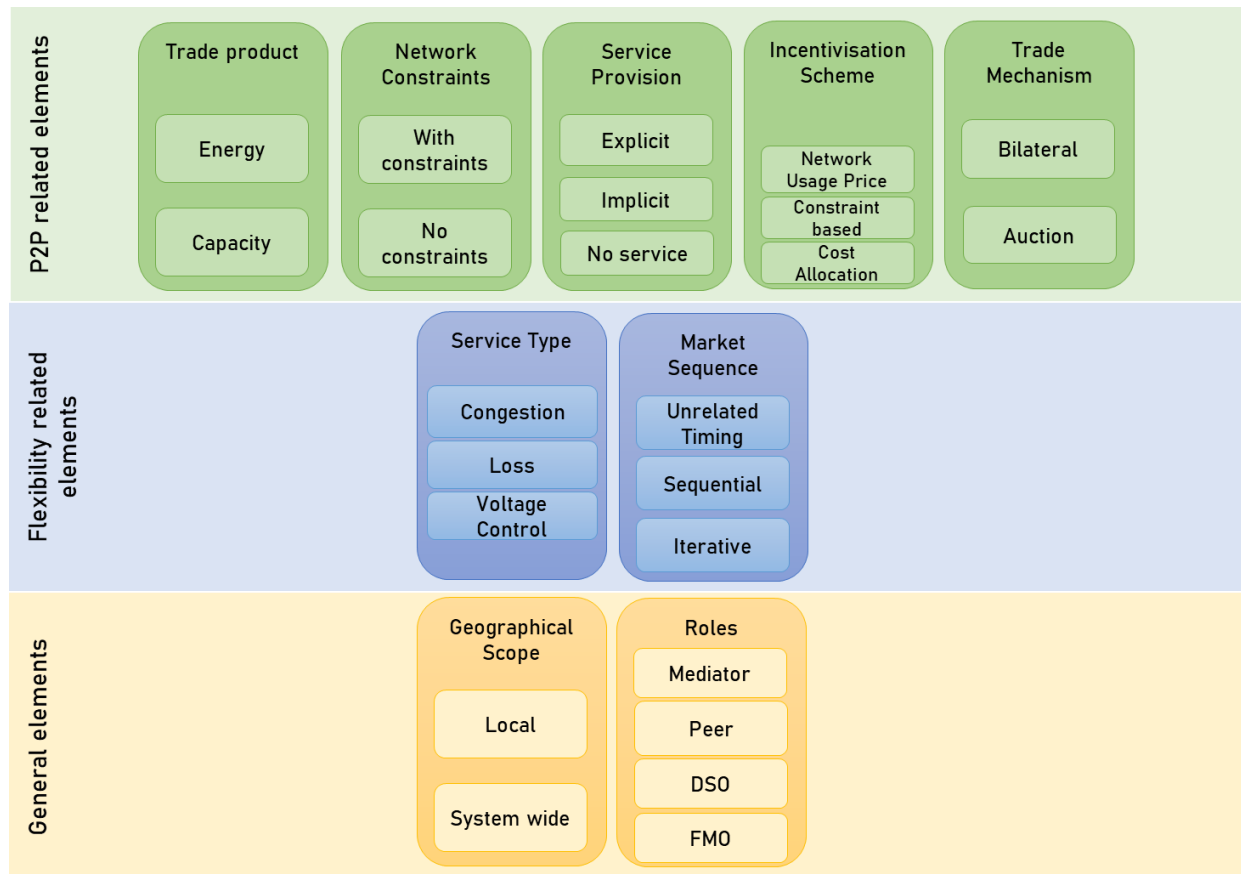 P2P related elements
Trade product
Energy
Capacity
Network
Constraints
With
constraints
No
constraints
Service
Provision
Explicit
Implicit
No service
Incentivisation
Scheme
Network
Usage Price
Constraint
based
Cost
Allocation
Trade
Mechanism
Bilateral
Auction
Flexibility related
elements
Service Type
Congestion
Loss
Voltage
Control
Market
Sequence
Unrelated
Timing
Sequential
Iterative
General elements
Geographical
Scope
Local
System wide
Roles
Mediator
Peer
DSO
FMO